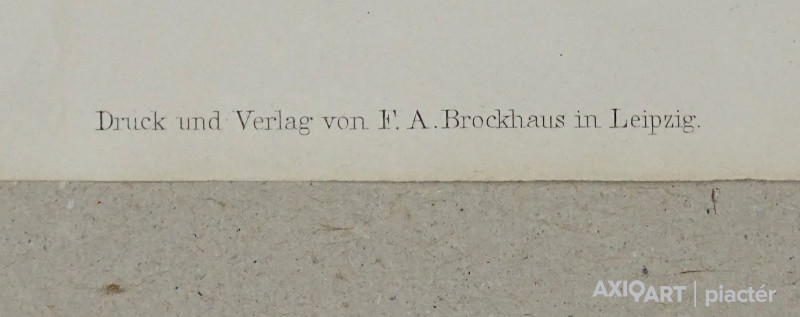 Druck und Verlag von F. A. Brockhaus in Leipzig.
AXIOART | piactér